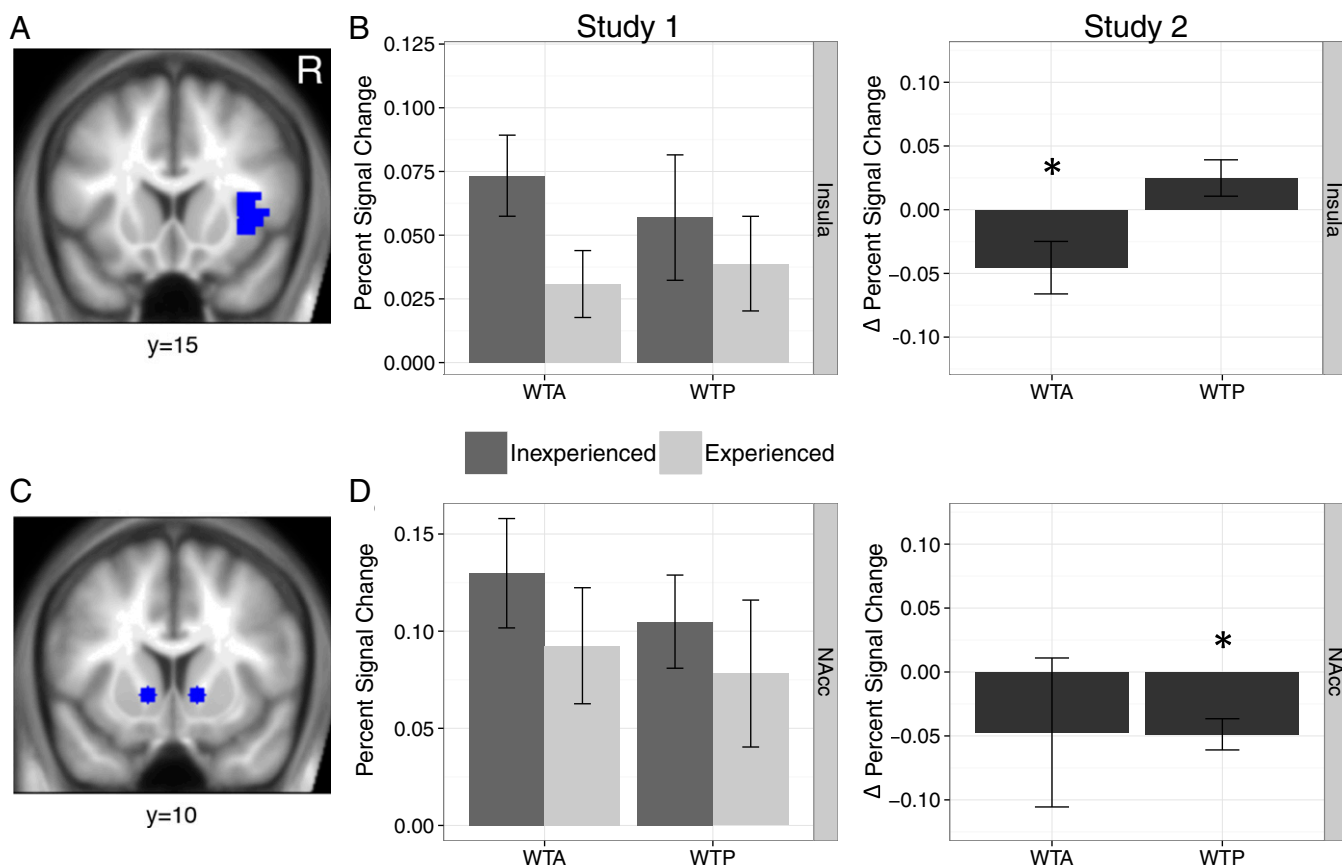 A
R
y=15
B
Study 1
Percent Signal Change
0.125
0.100
0.075
0.050
0.025
0.000
WTA
WTP
Insula
Study 2
Δ Percent Signal Change
0.10
0.05
0.00
−0.05
−0.10
*
WTA
WTP
Insula
Inexperienced
Experienced
C
y=10
D
Percent Signal Change
0.15
0.10
0.05
0.00
WTA
WTP
NAcc
Δ Percent Signal Change
0.10
0.05
0.00
−0.05
−0.10
*
WTA
WTP
NAcc